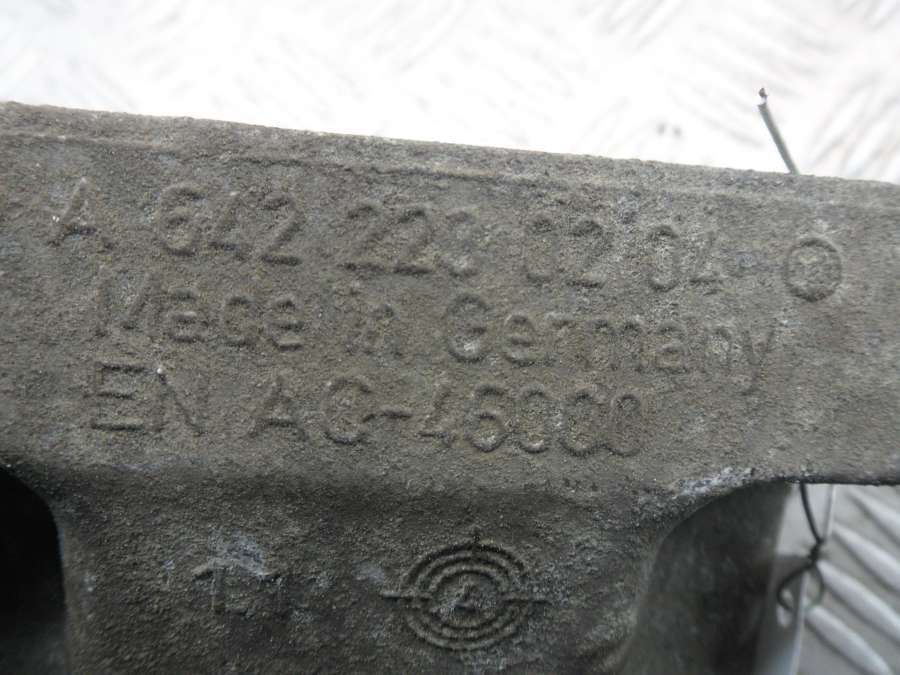 A 642 223 02 04
Made in Germany
EN AC-46000